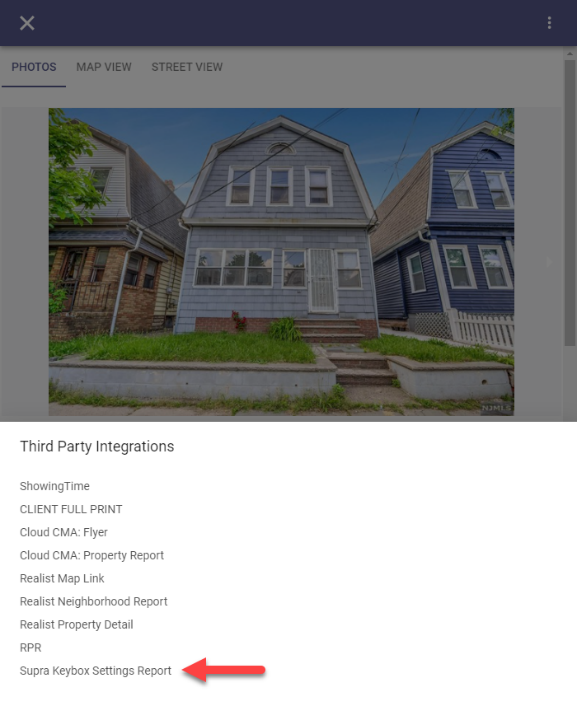 PHOTOS MAP VIEW STREET VIEW
NJMLS
Third Party Integrations
ShowingTime
CLIENT FULL PRINT
Cloud CMA: Flyer
Cloud CMA: Property Report
Realist Map Link
Realist Neighborhood Report
Realist Property Detail
RPR
Supra Keybox Settings Report